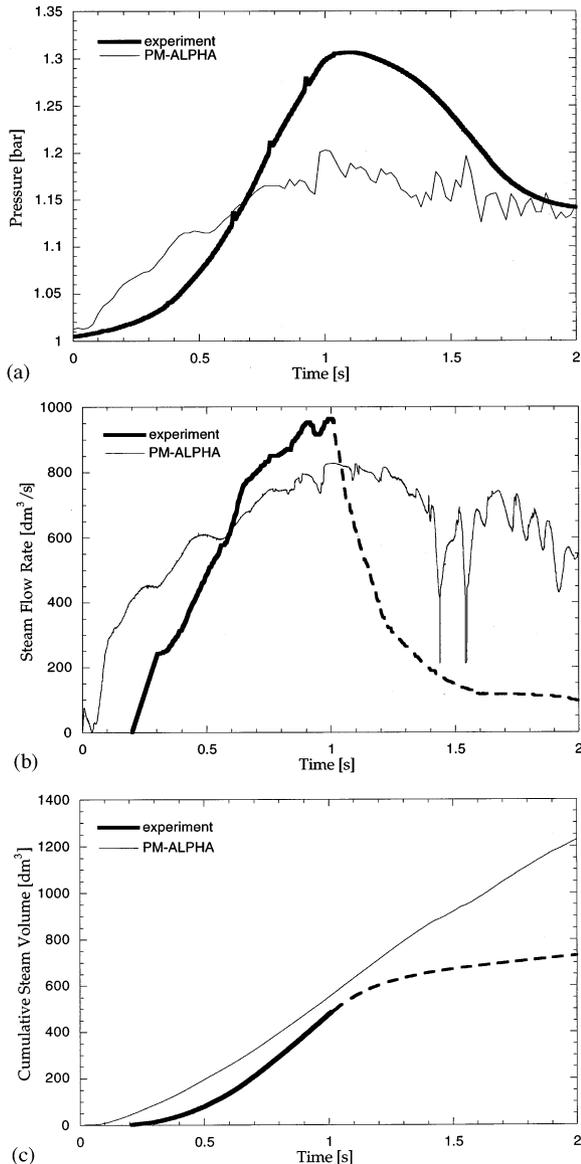 1.35
experiment
PM-ALPHA
1.3
1.25
1.2
1.15
1.1
1.05
1
Pressure [bar]
0 0.5 1 1.5 2
Time [s]
(a)
1000
experiment
PM-ALPHA
800
600
400
200
0
Steam Flow Rate [dm³/s]
0.0 0.5 1 1.5 2
Time [s]
(b)
1400
experiment
PM-ALPHA
1200
1000
800
600
400
200
0
Cumulative Steam Volume [dm³]
0 0.5 1 1.5 2
Time [s]
(c)